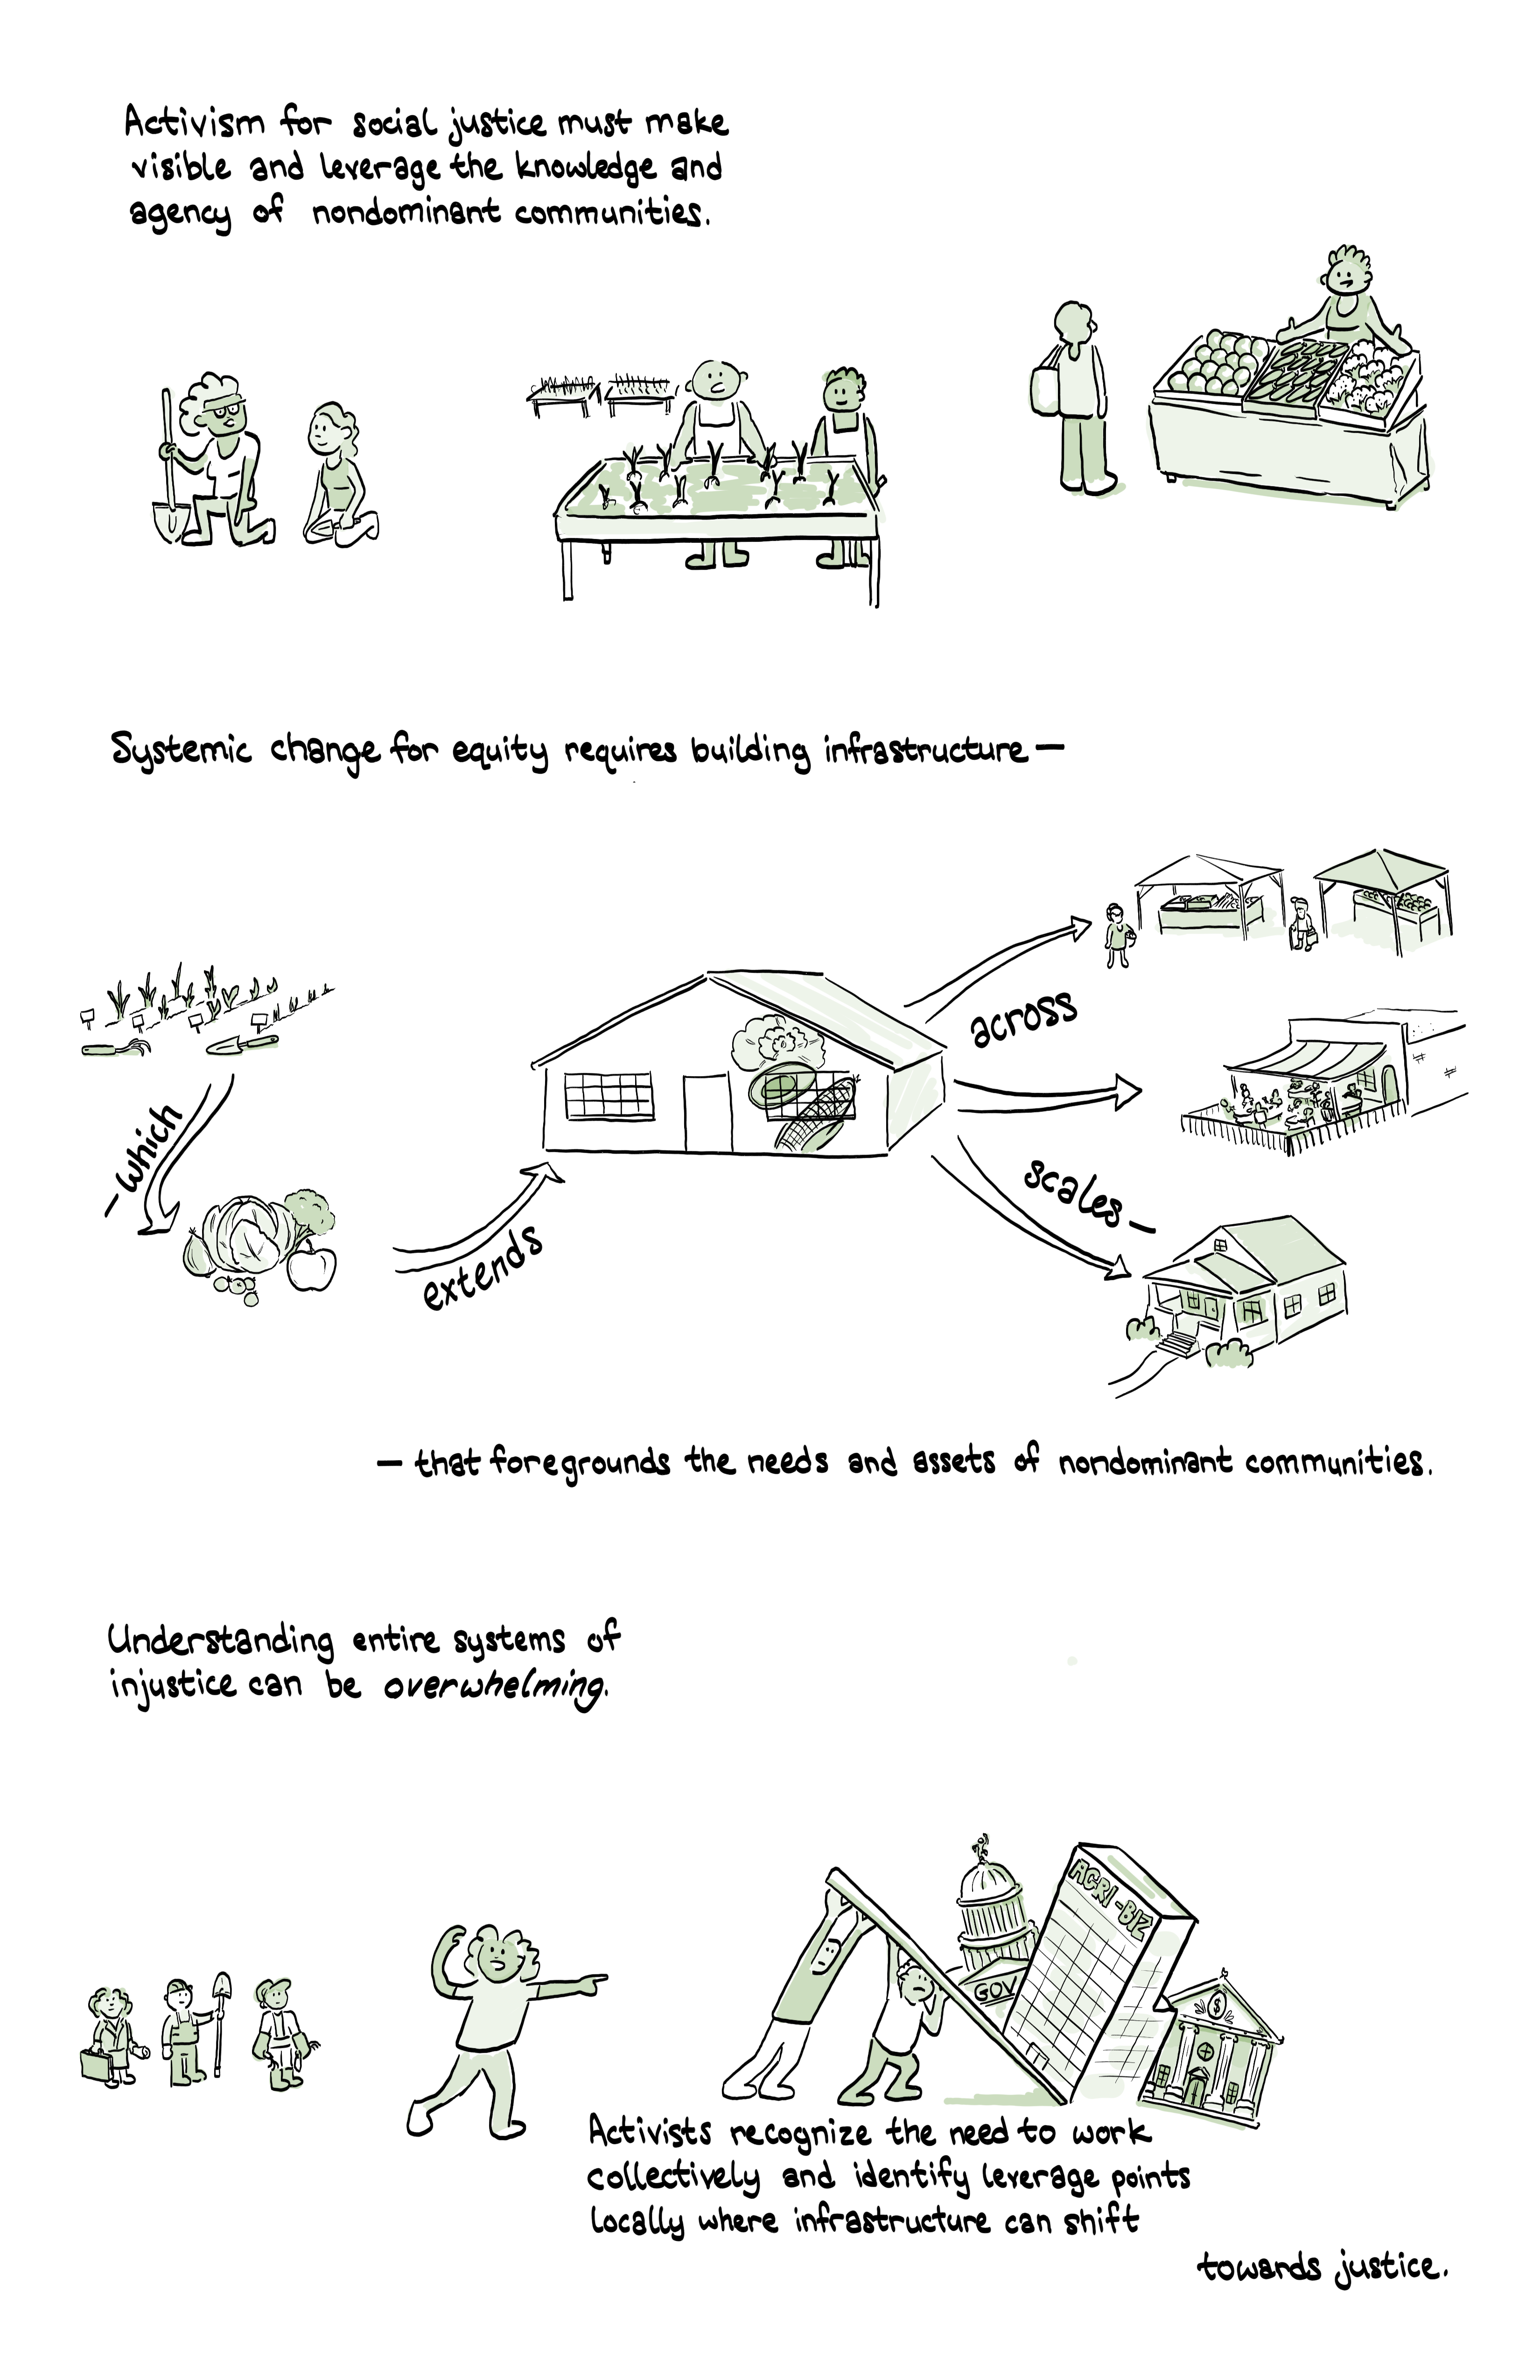 Activism for social justice must make
visible and leverage the knowledge and
agency of nondominant communities.
Systemic change for equity requires building infrastructure —
— which
extends
across
scales —
— that foregrounds the needs and assets of nondominant communities.
Understanding entire systems of
injustice can be overwhelming.
AGRI-BIZ
GOV
$
Activists recognize the need to work
collectively and identify leverage points
locally where infrastructure can shift
towards justice.